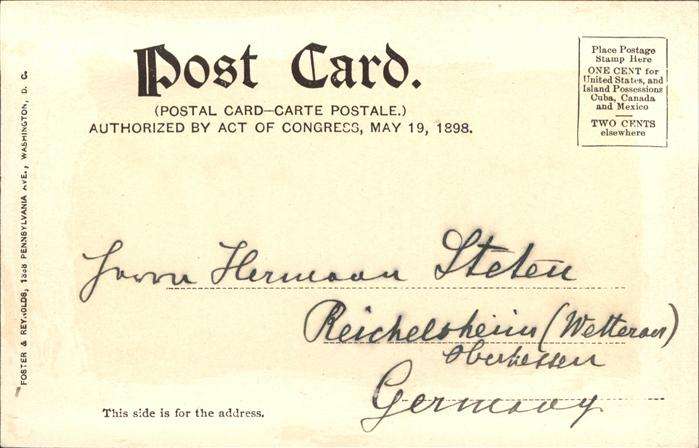 Post Card.
(POSTAL CARD—CARTE POSTALE.)
AUTHORIZED BY ACT OF CONGRESS, MAY 19, 1898.
Place Postage
Stamp Here
ONE CENT for
United States, and
Island Possessions
Cuba, Canada
and Mexico
TWO CENTS
elsewhere
FOSTER & REYNOLDS, PENNSYLVANIA AVE., WASHINGTON, D. C.
Herrn Hermann
Reichelsheim (Wetterau)
Oberhessen
Germany
This side is for the address.